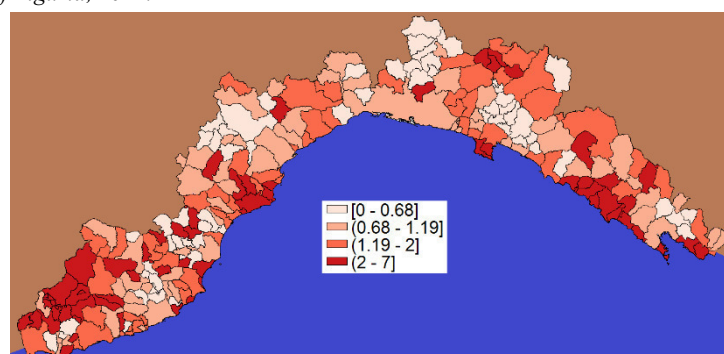 [0 - 0.68]
(0.68 - 1.19]
(1.19 - 2]
(2 - 7]